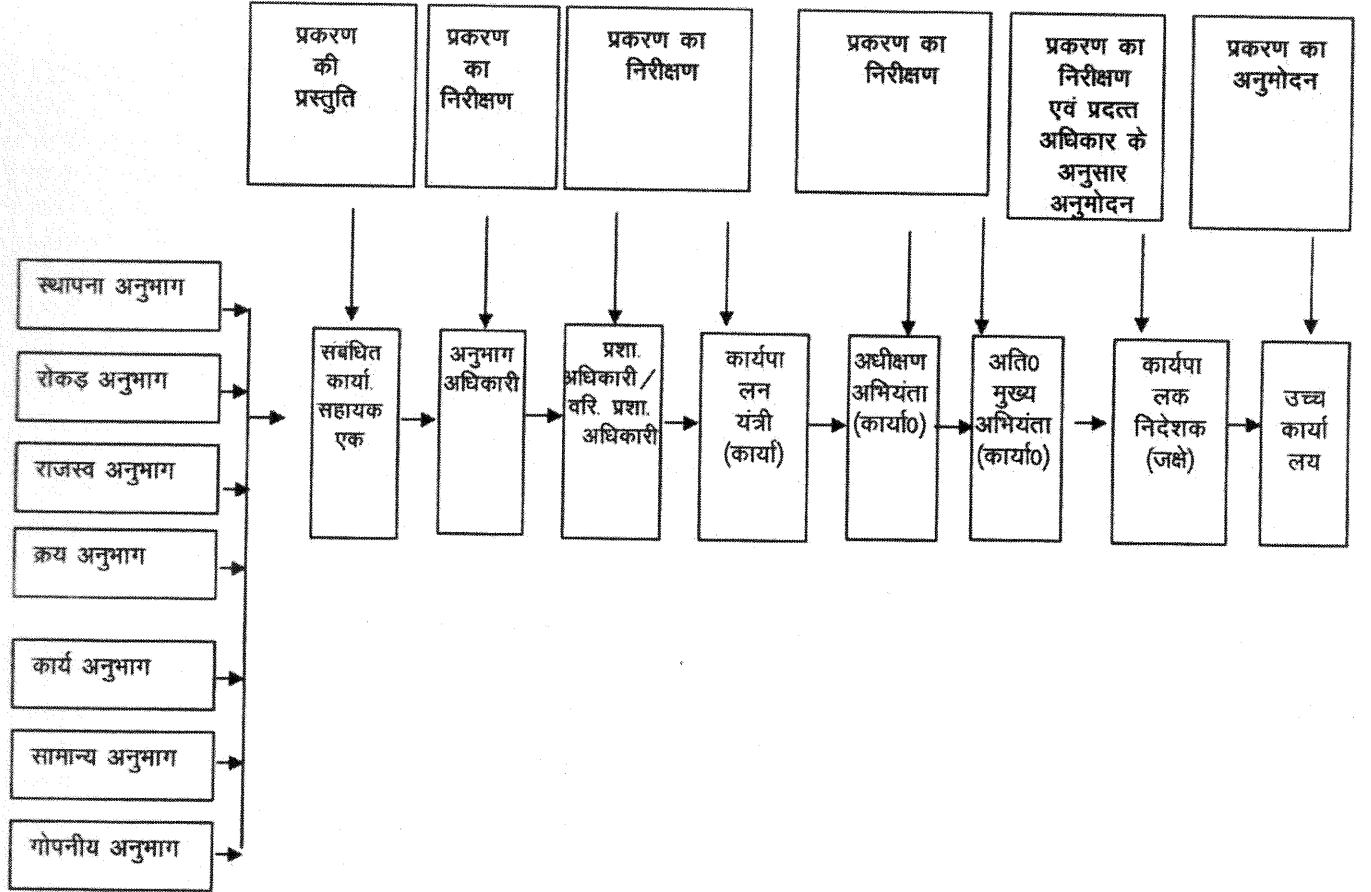 प्रकरण
की
प्रस्तुति
प्रकरण
का
निरीक्षण
प्रकरण का
निरीक्षण
प्रकरण का
निरीक्षण
प्रकरण का
निरीक्षण
एवं प्रदत्त
अधिकार के
अनुसार
अनुमोदन
प्रकरण का
अनुमोदन
स्थापना अनुभाग
रोकड़ अनुभाग
राजस्व अनुभाग
क्रय अनुभाग
कार्य अनुभाग
सामान्य अनुभाग
गोपनीय अनुभाग
संबंधित
कार्या.
सहायक
एक
अनुभाग
अधिकारी
प्रशा.
अधिकारी /
वरि. प्रशा.
अधिकारी
कार्यपा
लन
यंत्री
(कार्या)
अधीक्षण
अभियंता
(कार्या0)
अति0
मुख्य
अभियंता
(कार्या0)
कार्यपा
लक
निदेशक
(जक्षे)
उच्च
कार्या
लय